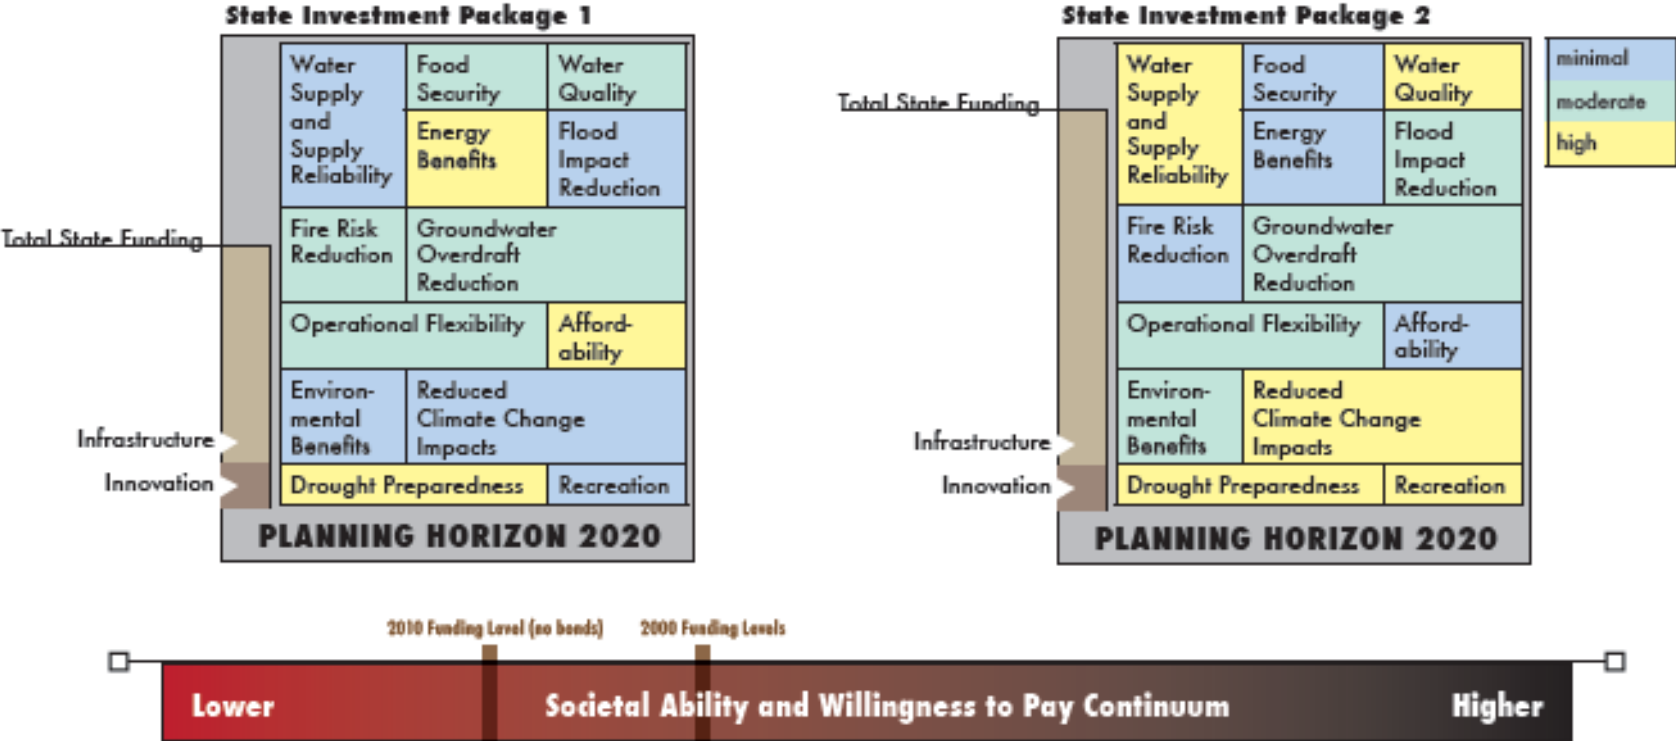 State Investment Package 1
Water
Supply
and
Supply
Reliability
Food
Security
Water
Quality
Energy
Benefits
Flood
Impact
Reduction
Total State Funding
Fire Risk
Reduction
Groundwater
Overdraft
Reduction
Operational Flexibility
Afford-
ability
Environ-
mental
Benefits
Reduced
Climate Change
Impacts
Infrastructure
Innovation
Drought Preparedness
Recreation
PLANNING HORIZON 2020
State Investment Package 2
Total State Funding
Water
Supply
and
Supply
Reliability
Food
Security
Water
Quality
Energy
Benefits
Flood
Impact
Reduction
Fire Risk
Reduction
Groundwater
Overdraft
Reduction
Operational Flexibility
Afford-
ability
Environ-
mental
Benefits
Reduced
Climate Change
Impacts
Infrastructure
Innovation
Drought Preparedness
Recreation
PLANNING HORIZON 2020
minimal
moderate
high
2010 Funding Level (no bonds)
2000 Funding Levels
Lower
Societal Ability and Willingness to Pay Continuum
Higher